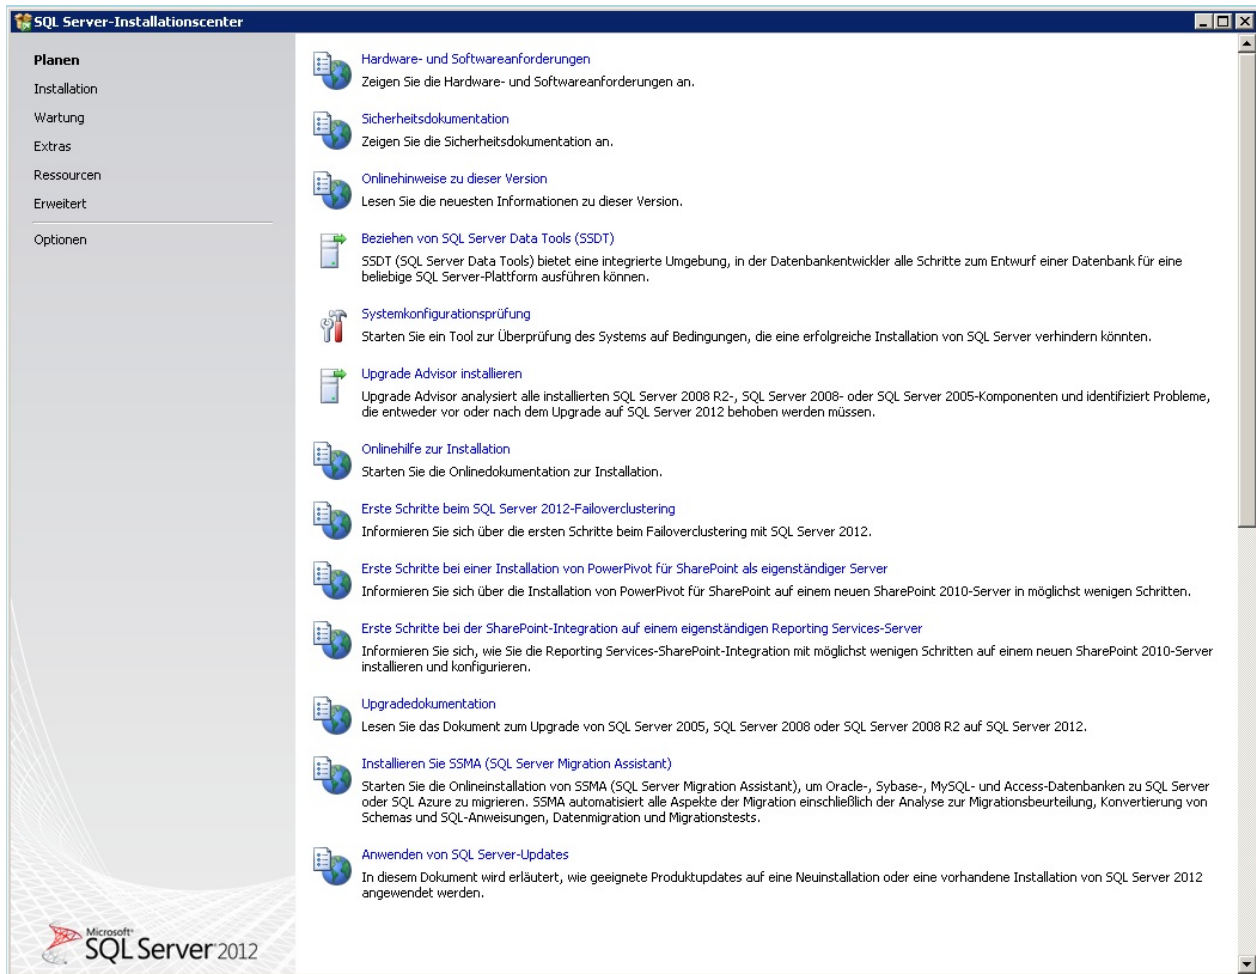 SQL Server-Installationscenter
Planen
Installation
Wartung
Extras
Ressourcen
Erweitert
Optionen
Hardware- und Softwareanforderungen
Zeigen Sie die Hardware- und Softwareanforderungen an.
Sicherheitsdokumentation
Zeigen Sie die Sicherheitsdokumentation an.
Onlinehinweise zu dieser Version
Lesen Sie die neuesten Informationen zu dieser Version.
Beziehen von SQL Server Data Tools (SSDT)
SSDT (SQL Server Data Tools) bietet eine integrierte Umgebung, in der Datenbankentwickler alle Schritte zum Entwurf einer Datenbank für eine
beliebige SQL Server-Plattform ausführen können.
Systemkonfigurationsprüfung
Starten Sie ein Tool zur Überprüfung des Systems auf Bedingungen, die eine erfolgreiche Installation von SQL Server verhindern könnten.
Upgrade Advisor installieren
Upgrade Advisor analysiert alle installierten SQL Server 2008 R2-, SQL Server 2008- oder SQL Server 2005-Komponenten und identifiziert Probleme,
die entweder vor oder nach dem Upgrade auf SQL Server 2012 behoben werden müssen.
Onlinehilfe zur Installation
Starten Sie die Onlinedokumentation zur Installation.
Erste Schritte beim SQL Server 2012-Failoverclustering
Informieren Sie sich über die ersten Schritte beim Failoverclustering mit SQL Server 2012.
Erste Schritte bei einer Installation von PowerPivot für SharePoint als eigenständiger Server
Informieren Sie sich über die Installation von PowerPivot für SharePoint auf einem neuen SharePoint 2010-Server in möglichst wenigen Schritten.
Erste Schritte bei der SharePoint-Integration auf einem eigenständigen Reporting Services-Server
Informieren Sie sich, wie Sie die Reporting Services-SharePoint-Integration mit möglichst wenigen Schritten auf einem neuen SharePoint 2010-Server
installieren und konfigurieren.
Upgradedokumentation
Lesen Sie das Dokument zum Upgrade von SQL Server 2005, SQL Server 2008 oder SQL Server 2008 R2 auf SQL Server 2012.
Installieren Sie SSMA (SQL Server Migration Assistant)
Starten Sie die Onlineinstallation von SSMA (SQL Server Migration Assistant), um Oracle-, Sybase-, MySQL- und Access-Datenbanken zu SQL Server
oder SQL Azure zu migrieren. SSMA automatisiert alle Aspekte der Migration einschließlich der Analyse zur Migrationsbeurteilung, Konvertierung von
Schemas und SQL-Anweisungen, Datenmigration und Migrationstests.
Anwenden von SQL Server-Updates
In diesem Dokument wird erläutert, wie geeignete Produktupdates auf eine Neuinstallation oder eine vorhandene Installation von SQL Server 2012
angewendet werden.
Microsoft®
SQL Server 2012